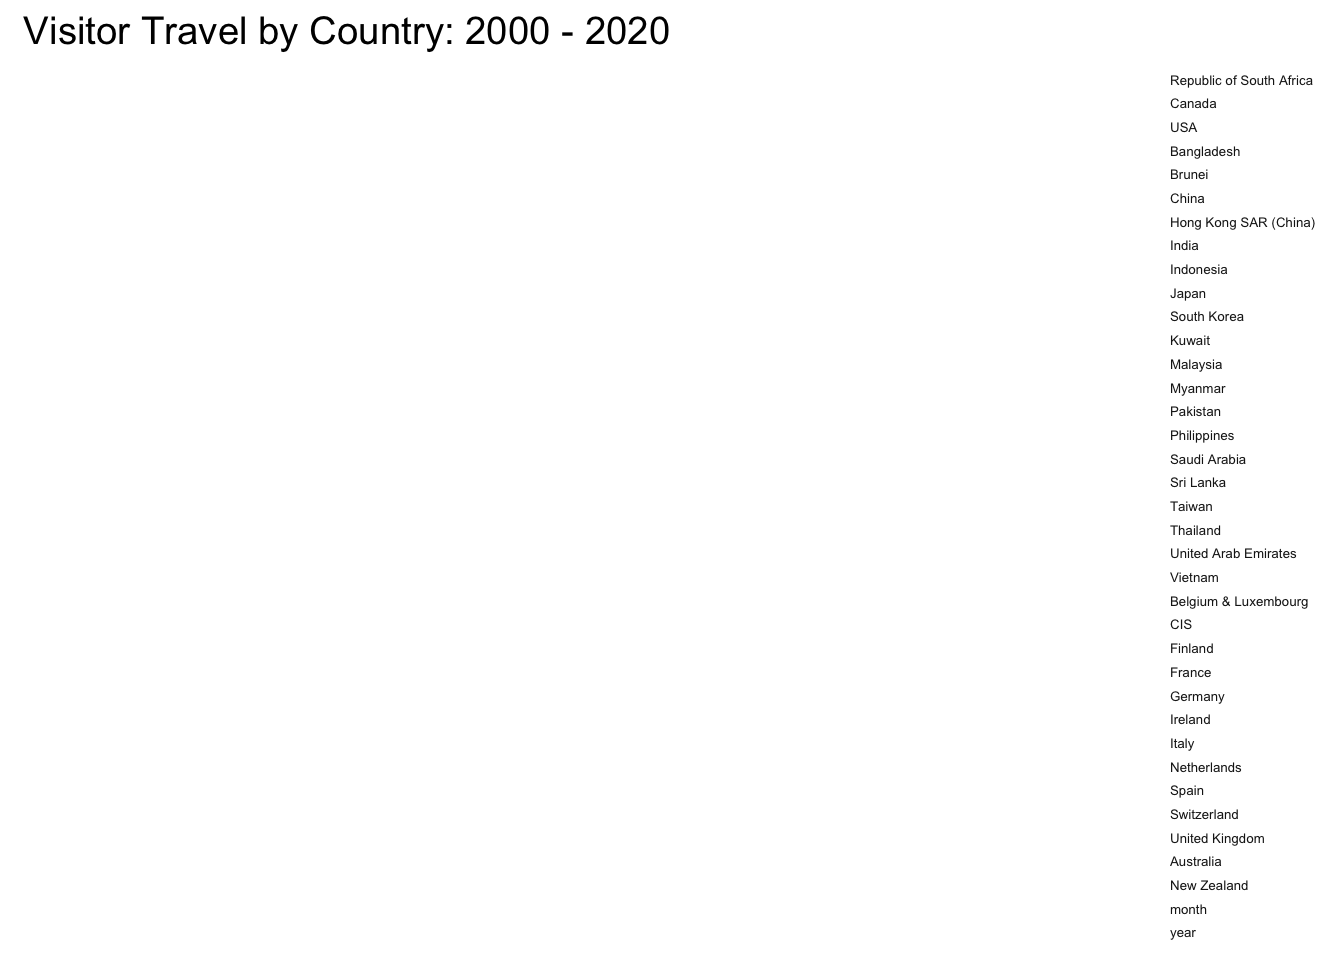 Visitor Travel by Country: 2000 - 2020
Republic of South Africa
Canada
USA
Bangladesh
Brunei
China
Hong Kong SAR (China)
India
Indonesia
Japan
South Korea
Kuwait
Malaysia
Myanmar
Pakistan
Philippines
Saudi Arabia
Sri Lanka
Taiwan
Thailand
United Arab Emirates
Vietnam
Belgium & Luxembourg
CIS
Finland
France
Germany
Ireland
Italy
Netherlands
Spain
Switzerland
United Kingdom
Australia
New Zealand
month
year